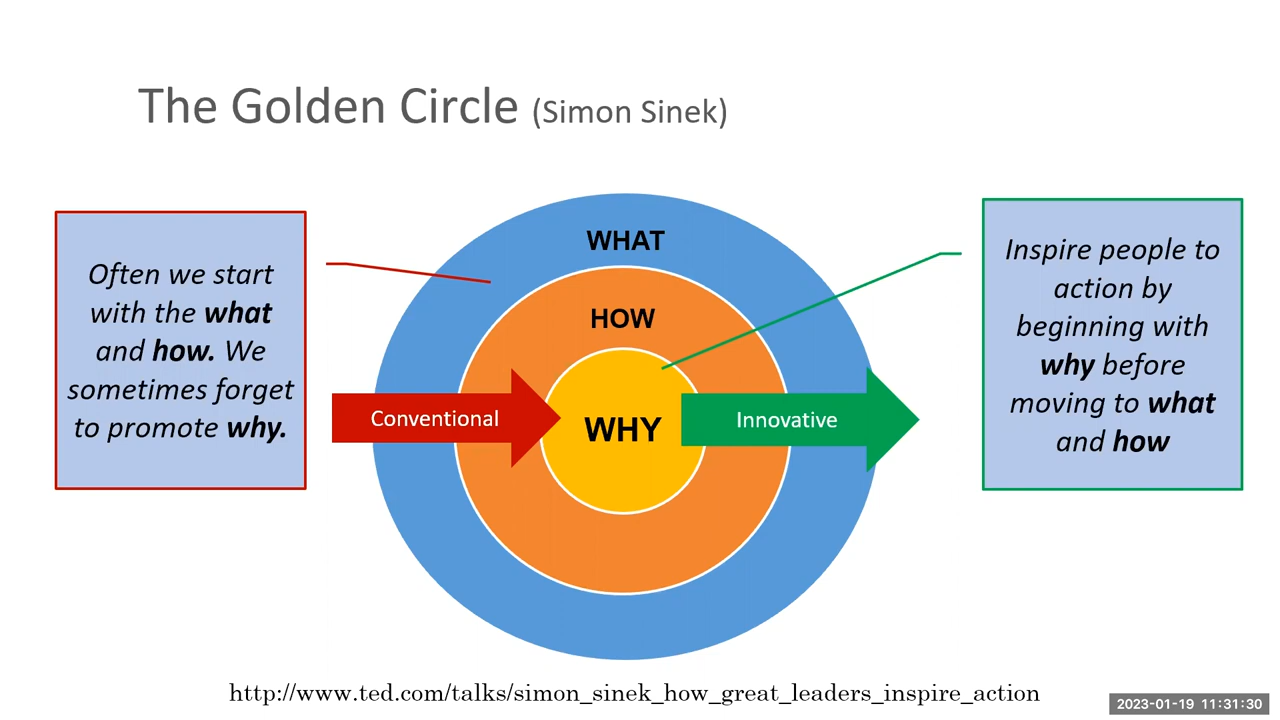 The Golden Circle (Simon Sinek)
Often we start
with the what
and how. We
sometimes forget
to promote why.
WHAT
HOW
WHY
Conventional
Innovative
Inspire people to
action by
beginning with
why before
moving to what
and how
http://www.ted.com/talks/simon_sinek_how_great_leaders_inspire_action
2023-01-19 11:31:30